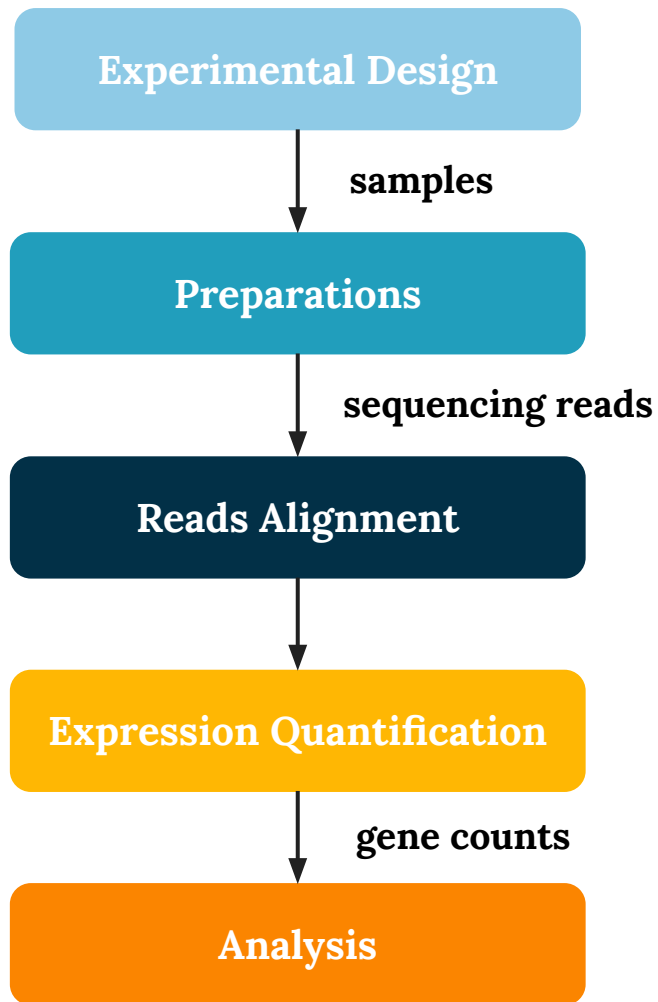 Experimental Design
samples
Preparations
sequencing reads
Reads Alignment
Expression Quantification
gene counts
Analysis